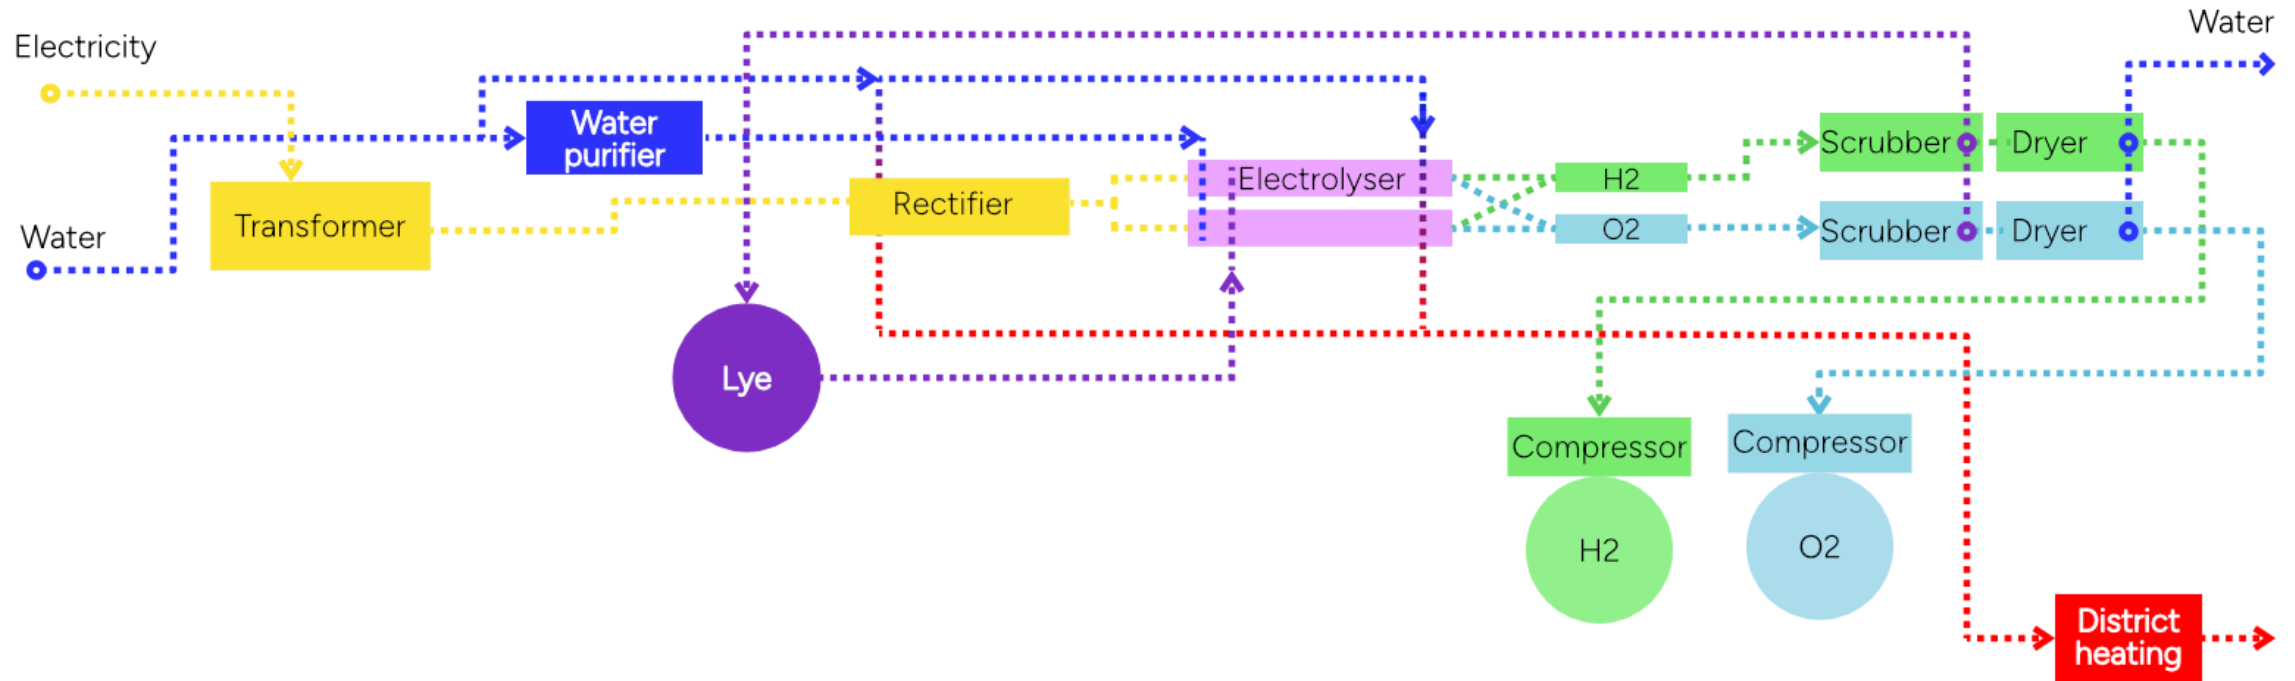 Water
Electricity
Water
purifier
Scrubber
Dryer
Electrolyser
H2
Rectifier
Transformer
O2
Scrubber
Dryer
Water
Lye
Compressor
Compressor
H2
O2
District
heating